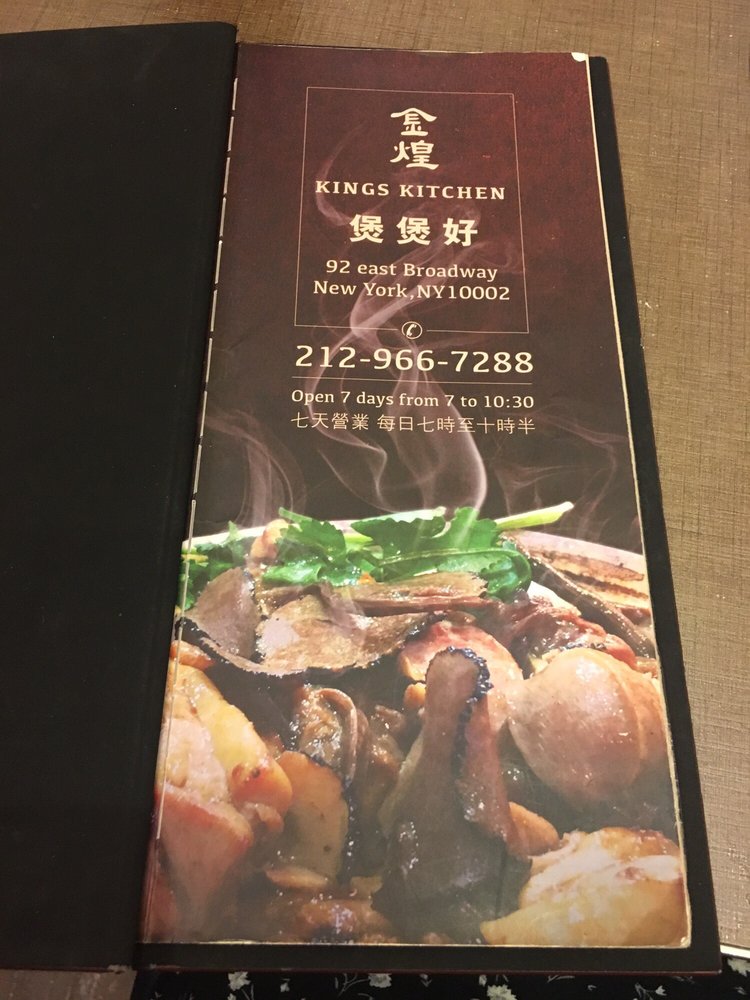 金
煌
KINGS KITCHEN
煲煲好
92 east Broadway
New York,NY10002
212-966-7288
Open 7 days from 7 to 10:30
七天營業 每日七時至十時半